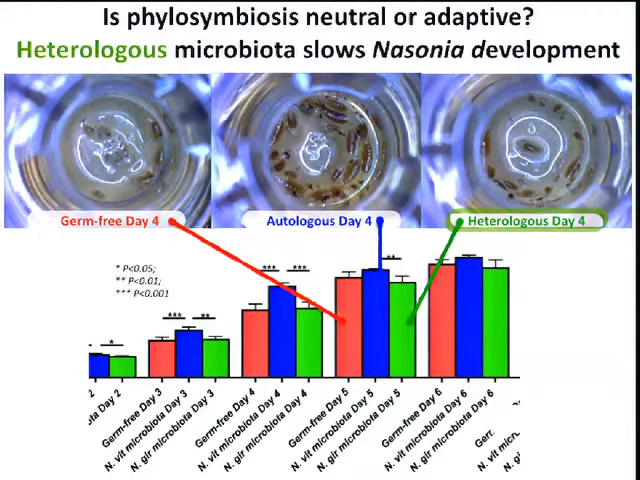 Is phylosymbiosis neutral or adaptive?
Heterologous microbiota slows Nasonia development
Germ-free Day 4
Autologous Day 4
Heterologous Day 4
* P<0.05;
** P<0.01;
*** P<0.001
*
***
**
***
***
**
2
ota Day 2
Germ-free Day 3
N. vit microbiota Day 3
N. gir microbiota Day 3
Germ-free Day 4
N. vit microbiota Day 4
N. gir microbiota Day 4
Germ-free Day 5
N. vit microbiota Day 5
N. gir microbiota Day 5
Germ-free Day 6
N. vit microbiota Day 6
N. gir microbiota Day 6
Germ.
N. vit micro
N. g